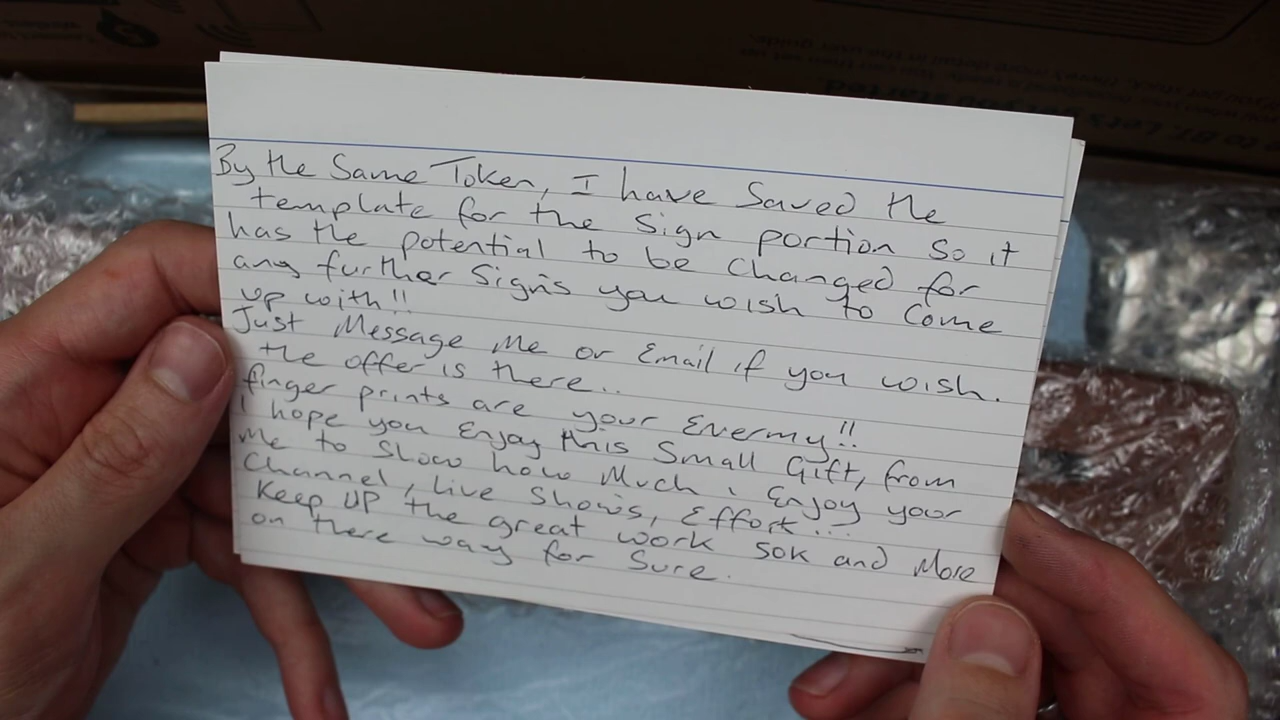 By the Same Token, I have Saved the
template for the Sign portion so it
has the potential to be changed for
any further Signs you wish to Come
up with!!
Just Message Me or Email if you wish.
the offer is there..
finger prints are your Enermy!!
I hope you Enjoy this Small Gift, from
Me to Show how Much I Enjoy your
Channel, Live Shows, Effort...
Keep UP the great work 50K and More
on there way for Sure.